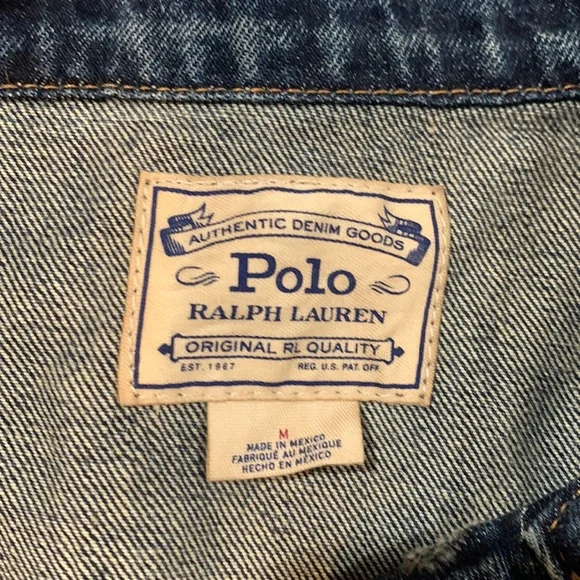 AUTHENTIC DENIM GOODS
Polo
RALPH LAUREN
ORIGINAL RL QUALITY
EST. 1967 REG. U.S. PAT. OFF.
M
MADE IN MEXICO
FABRIQUÉ AU MEXIQUE
HECHO EN MÉXICO